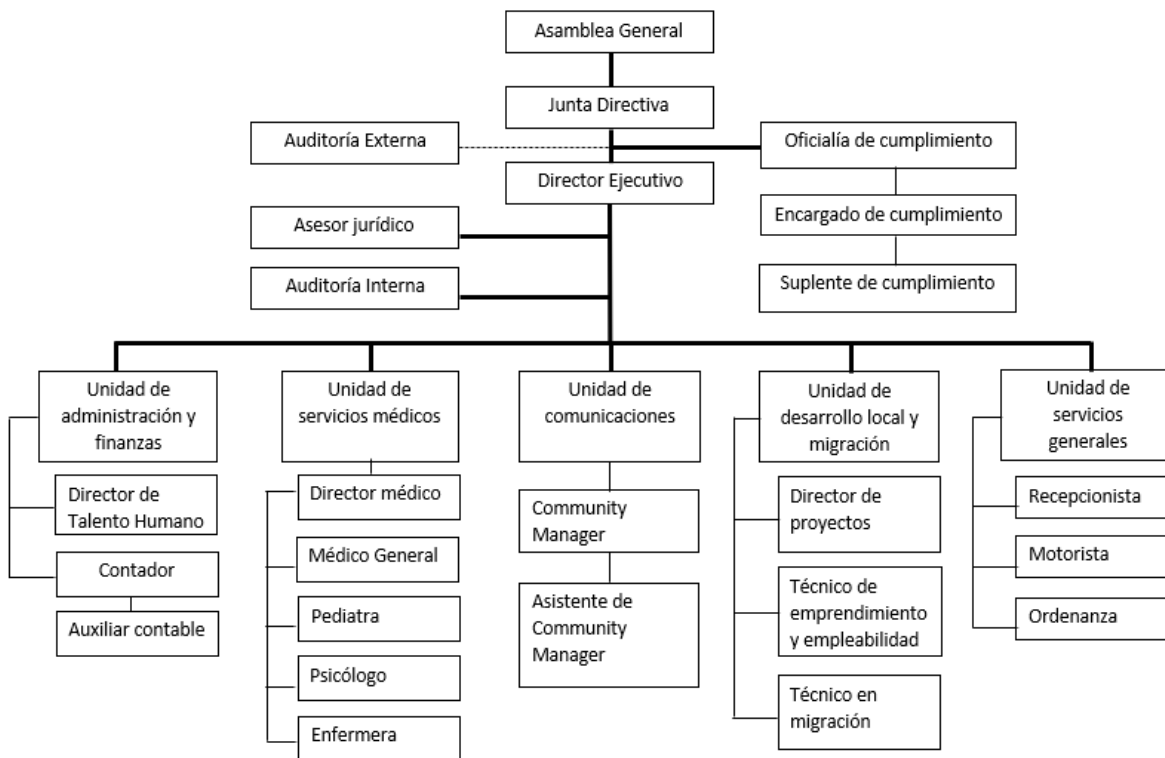 Asamblea General
Junta Directiva
Auditoría Externa
Oficialía de cumplimiento
Director Ejecutivo
Encargado de cumplimiento
Asesor jurídico
Auditoría Interna
Suplente de cumplimiento
Unidad de
administración y
finanzas
Director de
Talento Humano
Contador
Auxiliar contable
Unidad de
servicios médicos
Director médico
Médico General
Pediatra
Psicólogo
Enfermera
Unidad de
comunicaciones
Community
Manager
Asistente de
Community
Manager
Unidad de
desarrollo local y
migración
Director de
proyectos
Técnico de
emprendimiento
y empleabilidad
Técnico en
migración
Unidad de
servicios
generales
Recepcionista
Motorista
Ordenanza